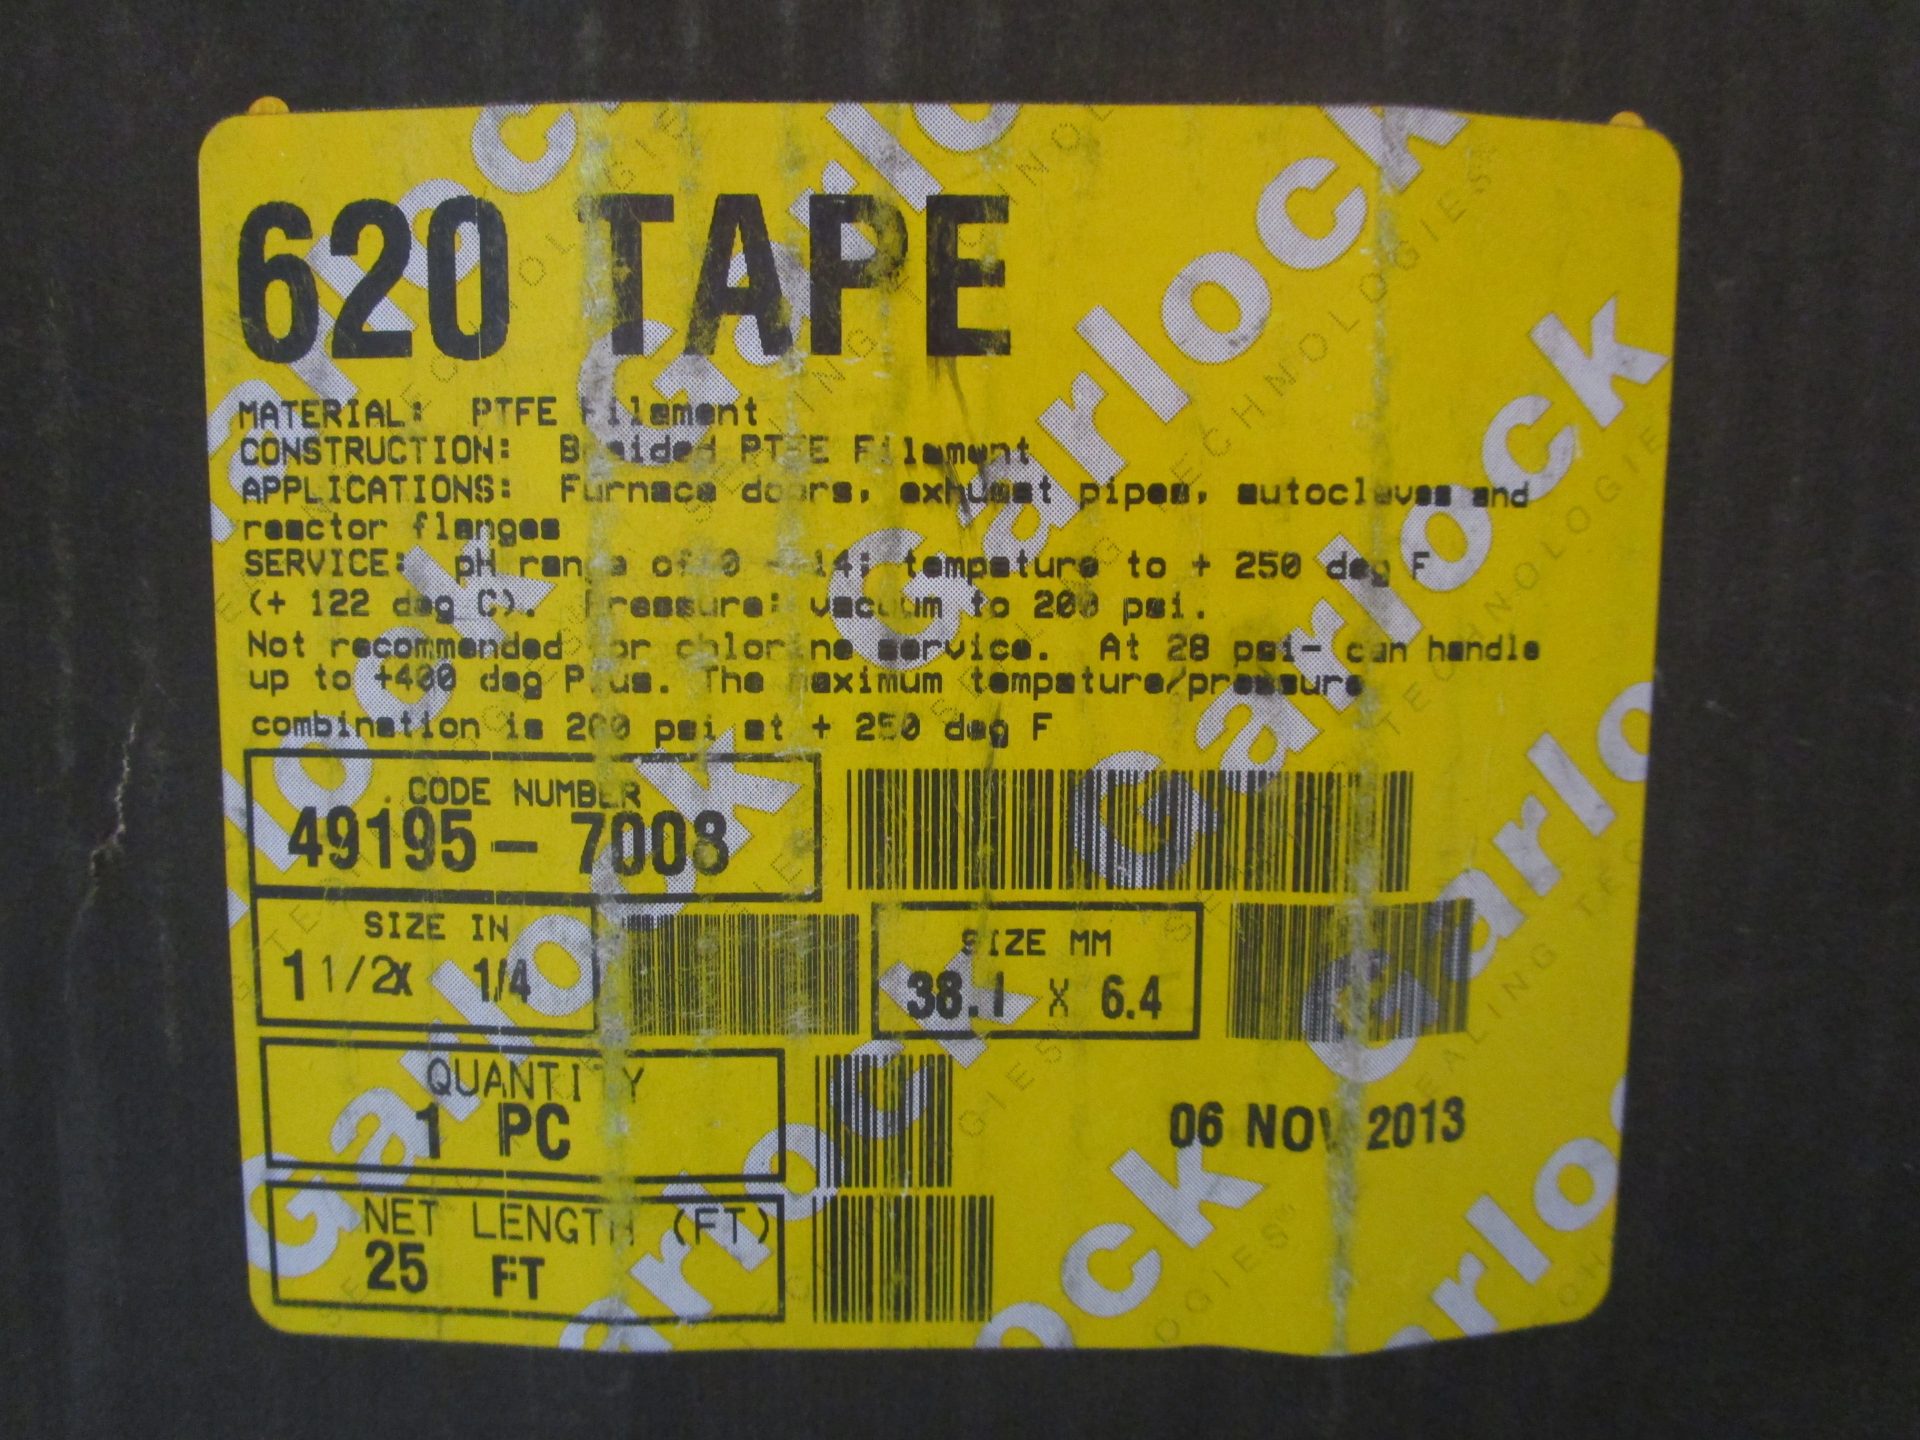 620 TAPE
MATERIAL: PTFE Filament
CONSTRUCTION: Braided PTFE Filament
APPLICATIONS: Furnace doors, exhuast pipes, autoclaves and
reactor flanges
SERVICE: pH range of 0 - 14; tempature to + 250 deg F
(+ 122 deg C). Pressure: vacuum to 200 psi.
Not recommended for chlorine service. At 28 psi- can handle
up to +400 deg Plus. The maximum tempature/pressure
combination is 200 psi at + 250 deg F
CODE NUMBER
49195- 7008
SIZE IN
1 1/2x 1/4
SIZE MM
38.1 X 6.4
QUANTITY
1 PC
06 NOV 2013
NET LENGTH (FT)
25 FT
Garlock
SEALING TECHNOLOGIES